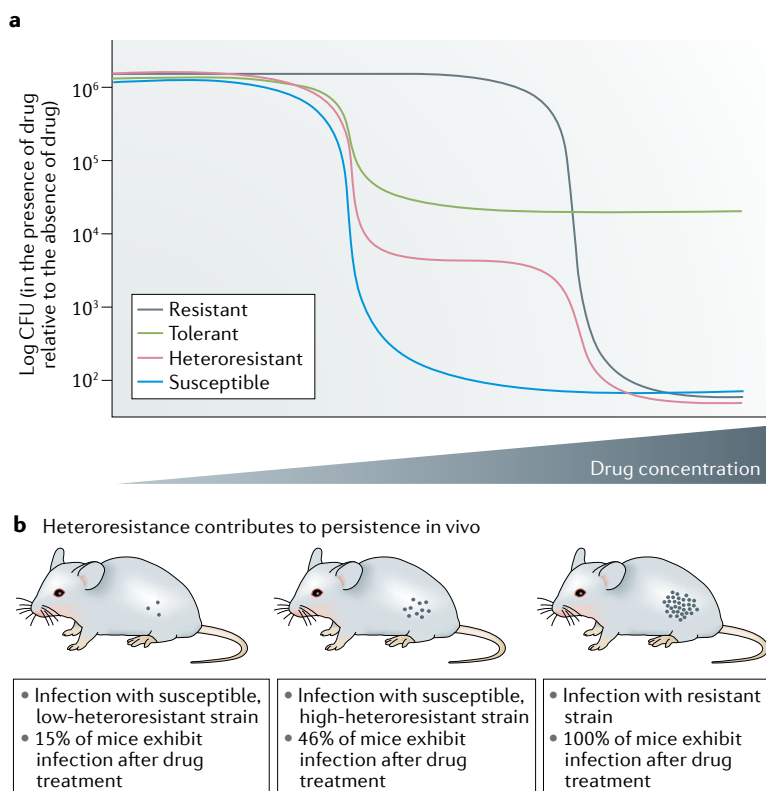 a
Log CFU (in the presence of drug
relative to the absence of drug)
10⁶
10⁵
10⁴
10³
10²
Resistant
Tolerant
Heteroresistant
Susceptible
Drug concentration
b Heteroresistance contributes to persistence in vivo
• Infection with susceptible,
low-heteroresistant strain
• 15% of mice exhibit
infection after drug
treatment
• Infection with susceptible,
high-heteroresistant strain
• 46% of mice exhibit
infection after drug
treatment
• Infection with resistant
strain
• 100% of mice exhibit
infection after drug
treatment